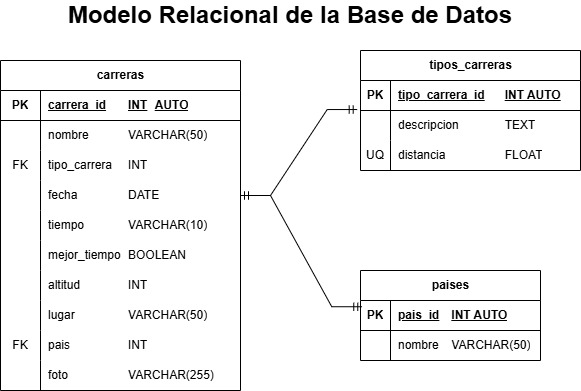 Modelo Relacional de la Base de Datos
carreras
PK carrera_id INT AUTO
nombre VARCHAR(50)
FK tipo_carrera INT
fecha DATE
tiempo VARCHAR(10)
mejor_tiempo BOOLEAN
altitud INT
lugar VARCHAR(50)
FK pais INT
foto VARCHAR(255)
tipos_carreras
PK tipo_carrera_id INT AUTO
descripcion TEXT
UQ distancia FLOAT
paises
PK pais_id INT AUTO
nombre VARCHAR(50)